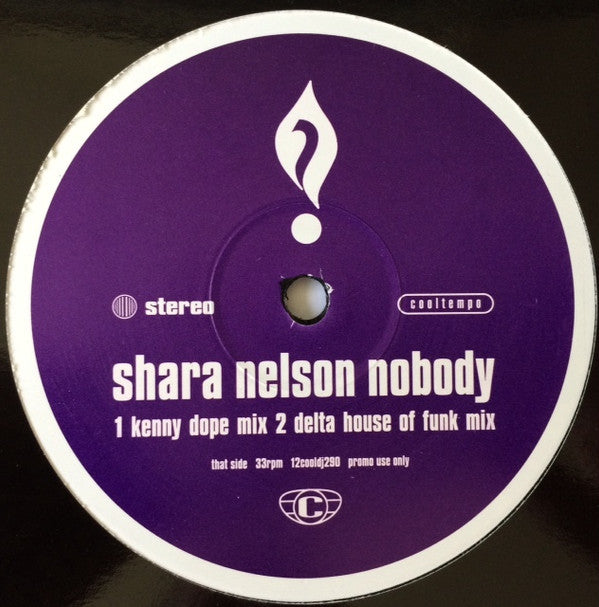 stereo
cooltempo
shara nelson nobody
1 kenny dope mix 2 delta house of funk mix
that side 33rpm 12cooldj290 promo use only
C